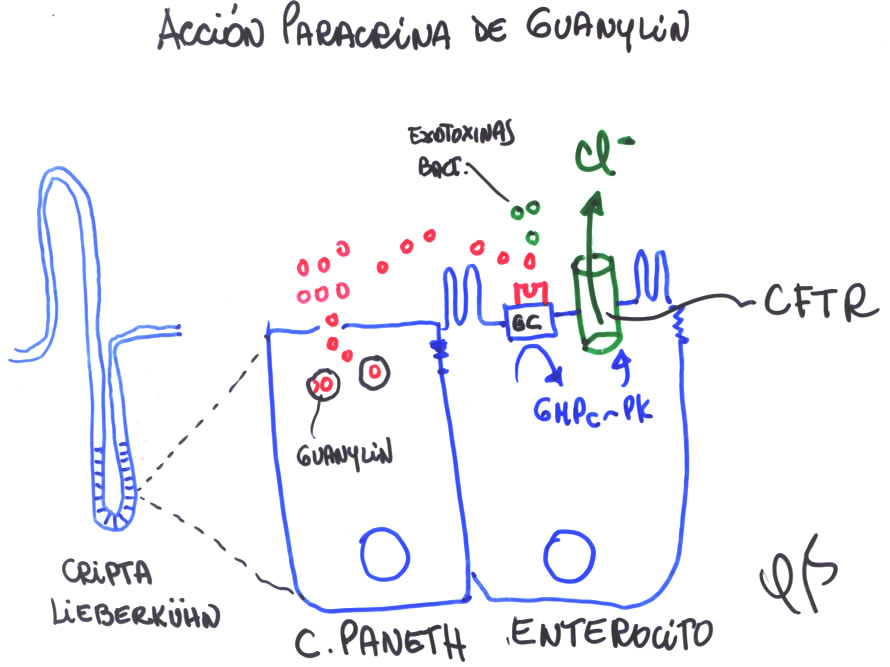 ACCIÓN PARACRINA DE GUANYLIN
EXOTOXINAS
BACT.
Cl-
GC
CFTR
GMPc~PK
GUANYLIN
CRIPTA
LIEBERKÜHN
C. PANETH
ENTEROCITO